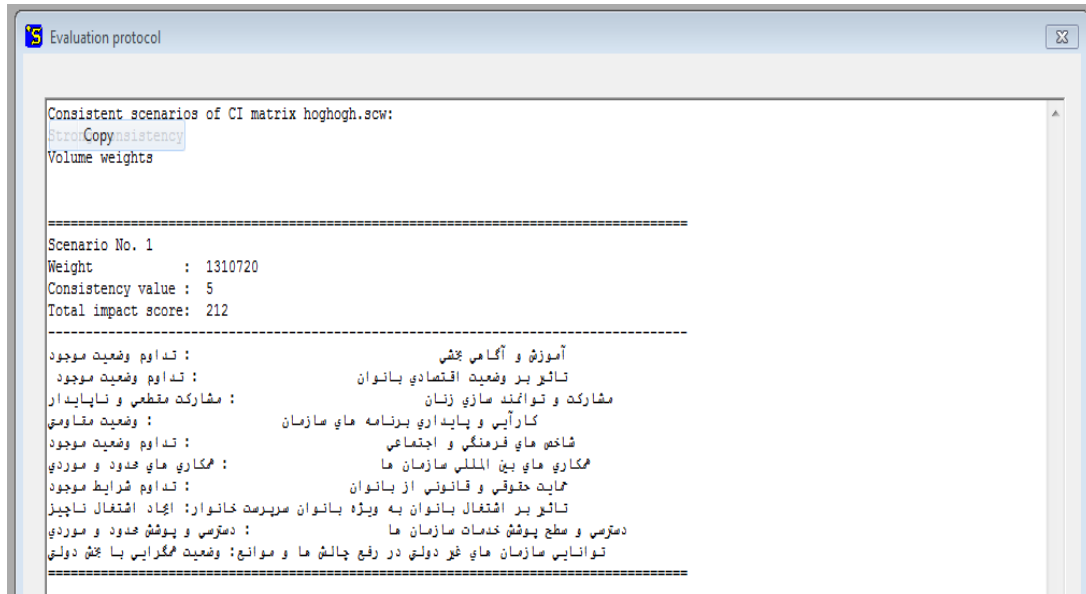 Evaluation protocol
Consistent scenarios of CI matrix hoghogh.scw:
Strong consistency
Copy
Volume weights
=====================================================================================
Scenario No. 1
Weight : 1310720
Consistency value : 5
Total impact score: 212
-------------------------------------------------------------------------------------
آموزش و آگاهي بخشي : تداوم وضعيت موجود
تاثير بر وضعيت اقتصادي بانوان : تداوم وضعيت موجود
مشاركت و توانمند سازي زنان : مشاركت مقطعي و ناپايدار
كارآيي و پايداري برنامه هاي سازمان : وضعيت مقاومتي
شاخص هاي فرهنگي و اجتماعي : تداوم وضعيت موجود
همكاري هاي بين المللي سازمان ها : همكاري هاي محدود و موردي
حمايت حقوقي و قانوني از بانوان : تداوم شرايط موجود
تاثير بر اشتغال بانوان به ويژه بانوان سرپرست خانوار: ايجاد اشتغال ناچيز
دسترسي و سطح پوشش خدمات سازمان ها : دسترسي و پوشش محدود و موردي
توانايي سازمان هاي غير دولتي در رفع چالش ها و موانع: وضعيت همگرايي با بخش دولتي
=====================================================================================